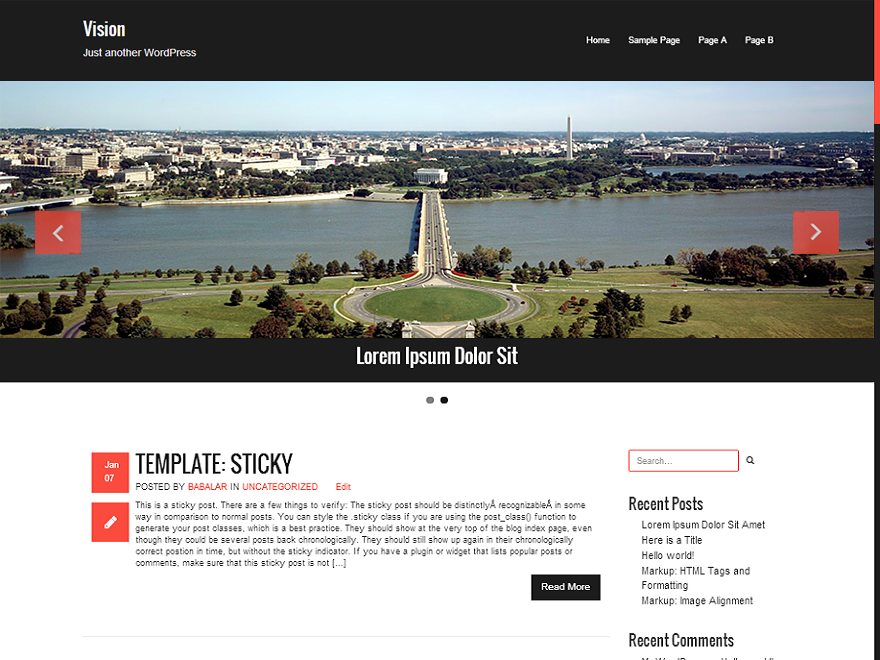 Vision
Just another WordPress
Home Sample Page Page A Page B
Lorem Ipsum Dolor Sit
Jan
07
TEMPLATE: STICKY
POSTED BY BABALAR IN UNCATEGORIZED Edit
This is a sticky post. There are a few things to verify: The sticky post should be distinctlyÂ recognizableÂ in some
way in comparison to normal posts. You can style the .sticky class if you are using the post_class() function to
generate your post classes, which is a best practice. They should show at the very top of the blog index page, even
though they could be several posts back chronologically. They should still show up again in their chronologically
correct postion in time, but without the sticky indicator. If you have a plugin or widget that lists popular posts or
comments, make sure that this sticky post is not [...]
Read More
Search...
Recent Posts
Lorem Ipsum Dolor Sit Amet
Here is a Title
Hello world!
Markup: HTML Tags and
Formatting
Markup: Image Alignment
Recent Comments